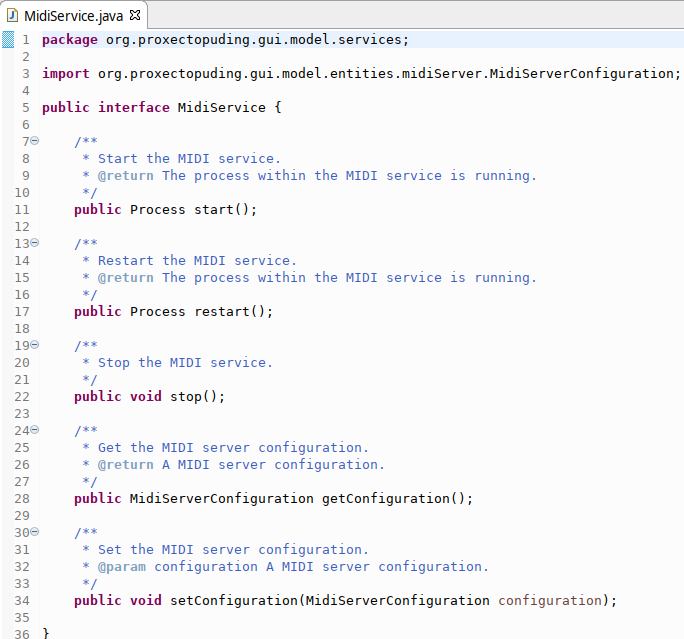 MidiService.java
1 package org.proxectopuding.gui.model.services;
2
3 import org.proxectopuding.gui.model.entities.midiServer.MidiServerConfiguration;
4
5 public interface MidiService {
6
7 /**
8 * Start the MIDI service.
9 * @return The process within the MIDI service is running.
10 */
11 public Process start();
12
13 /**
14 * Restart the MIDI service.
15 * @return The process within the MIDI service is running.
16 */
17 public Process restart();
18
19 /**
20 * Stop the MIDI service.
21 */
22 public void stop();
23
24 /**
25 * Get the MIDI server configuration.
26 * @return A MIDI server configuration.
27 */
28 public MidiServerConfiguration getConfiguration();
29
30 /**
31 * Set the MIDI server configuration.
32 * @param configuration A MIDI server configuration.
33 */
34 public void setConfiguration(MidiServerConfiguration configuration);
35
36 }